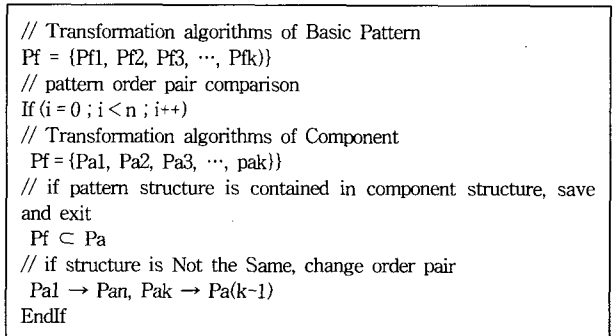 // Transformation algorithms of Basic Pattern
Pf = {Pf1, Pf2, Pf3, ···, Pfk)}
// pattern order pair comparison
If (i = 0 ; i < n ; i++)
// Transformation algorithms of Component
Pf = {Pa1, Pa2, Pa3, ···, pak)}
// if pattern structure is contained in component structure, save
and exit
Pf ⊂ Pa
// if structure is Not the Same, change order pair
Pa1 → Pan, Pak → Pa(k-1)
EndIf